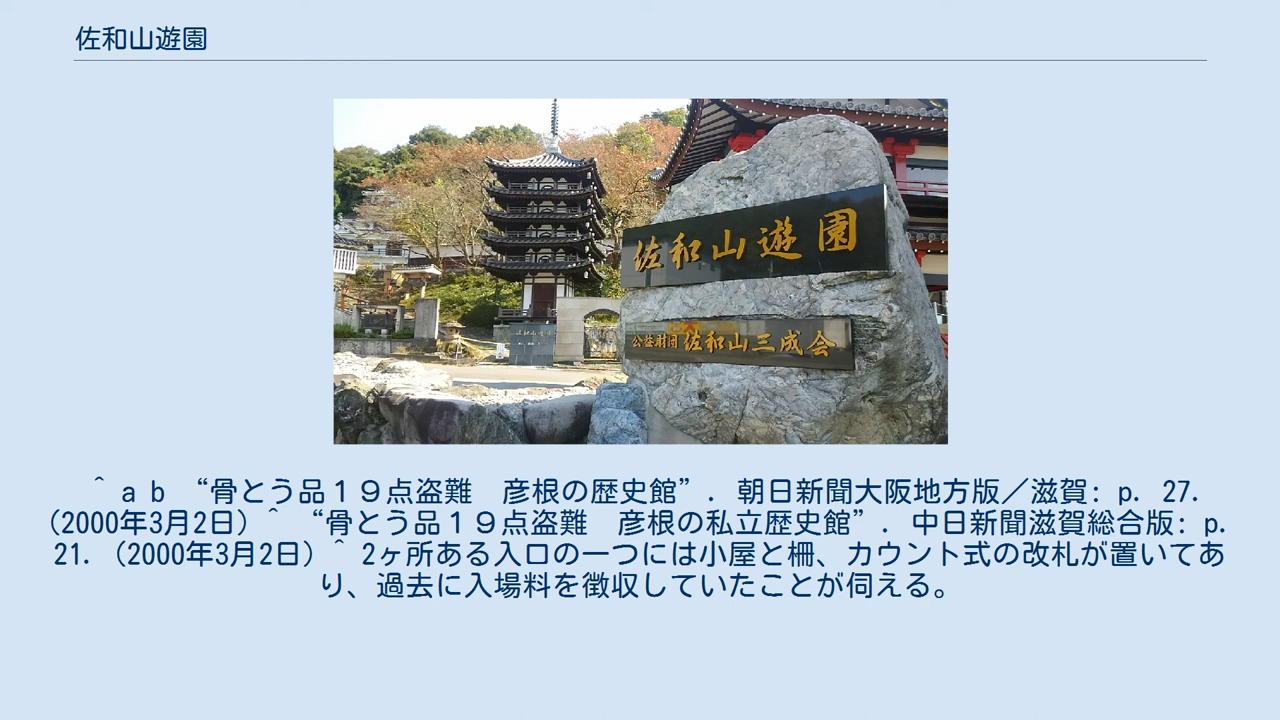 佐和山遊園
佐和山遊園
公益財団 佐和山三成会
^ a b “骨とう品１９点盗難　彦根の歴史館”. 朝日新聞大阪地方版／滋賀: p. 27.
(2000年3月2日) ^ “骨とう品１９点盗難　彦根の私立歴史館”. 中日新聞滋賀総合版: p.
21. (2000年3月2日) ^ 2ヶ所ある入口の一つには小屋と柵、カウント式の改札が置いてあ
り、過去に入場料を徴収していたことが伺える。